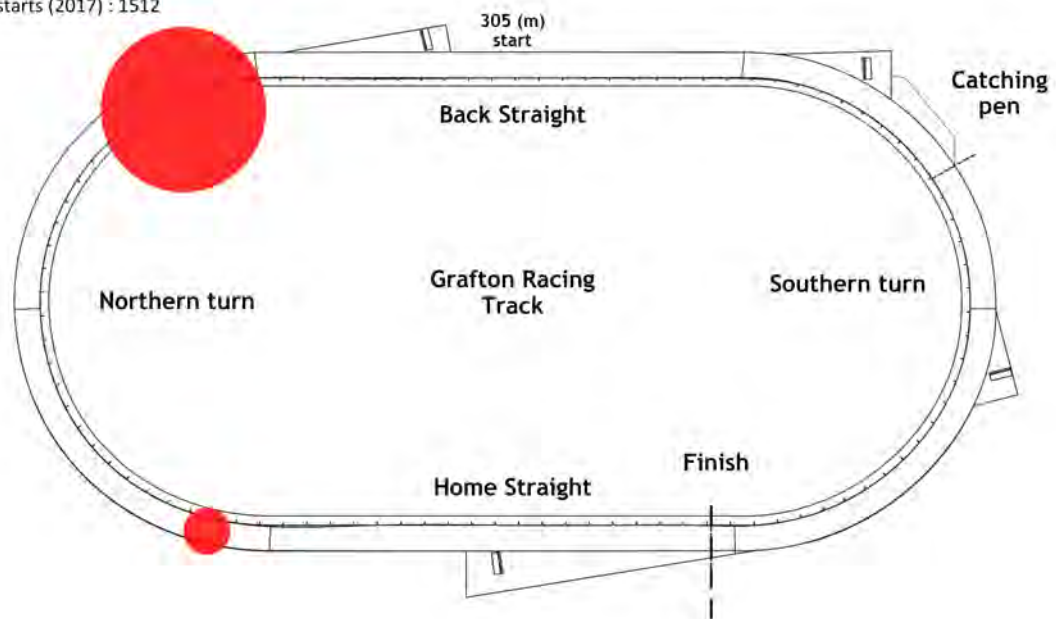 starts (2017) : 1512
305 (m)
start
Back Straight
Catching
pen
Northern turn
Grafton Racing
Track
Southern turn
Home Straight
Finish